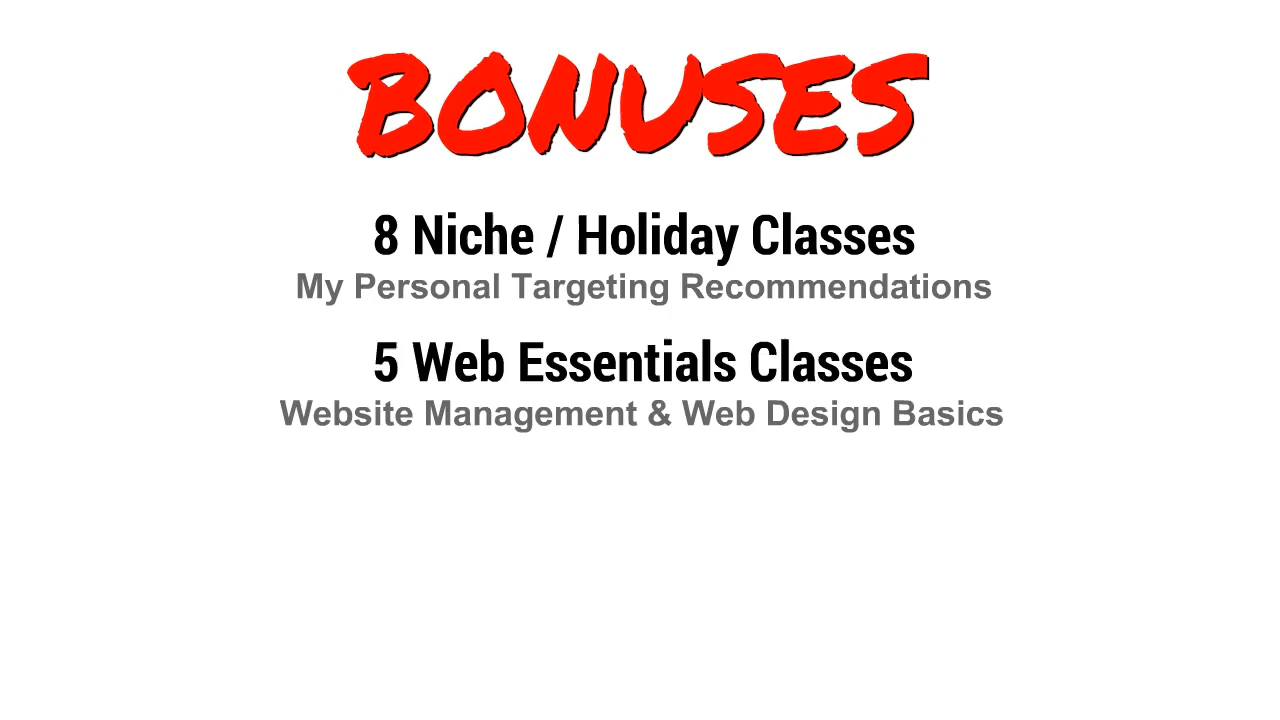 BONUSES
8 Niche / Holiday Classes
My Personal Targeting Recommendations
5 Web Essentials Classes
Website Management & Web Design Basics